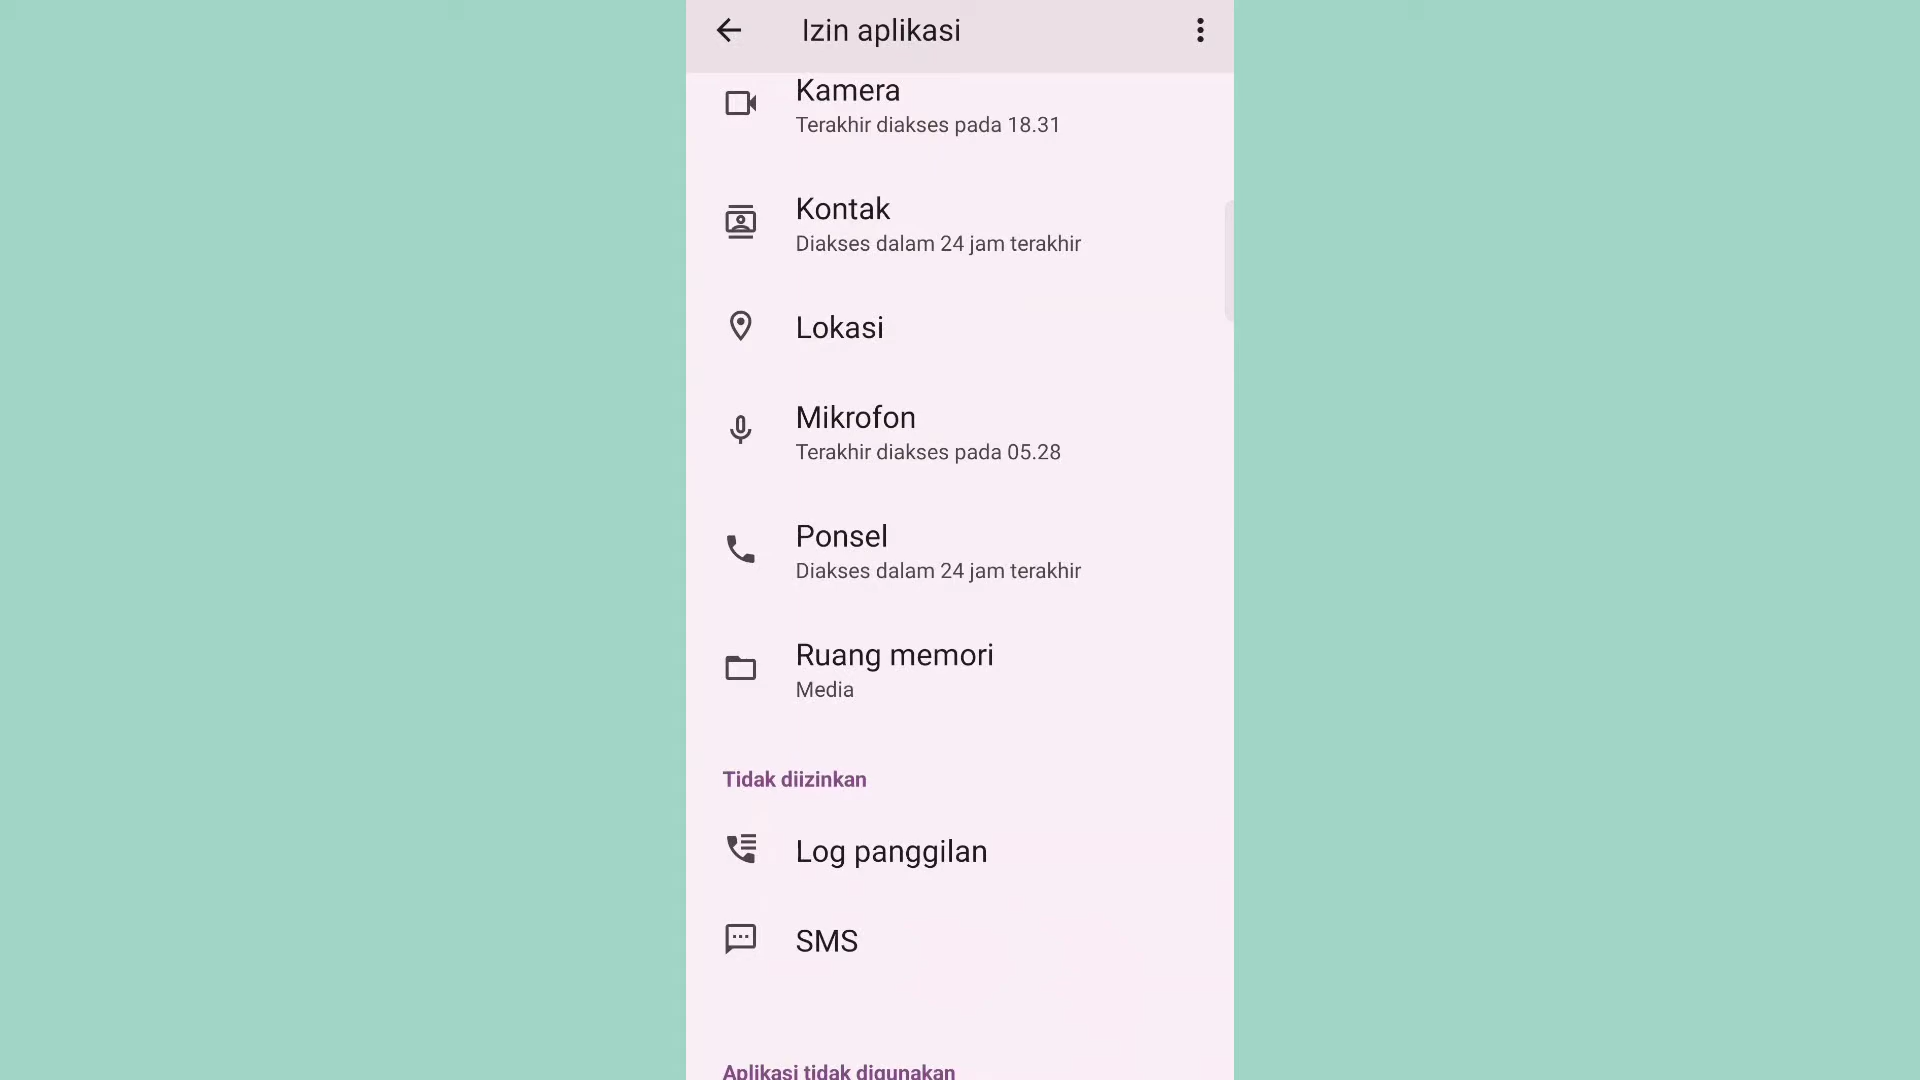 Izin aplikasi
Kamera
Terakhir diakses pada 18.31
Kontak
Diakses dalam 24 jam terakhir
Lokasi
Mikrofon
Terakhir diakses pada 05.28
Ponsel
Diakses dalam 24 jam terakhir
Ruang memori
Media
Tidak diizinkan
Log panggilan
SMS
Aplikasi tidak digunakan